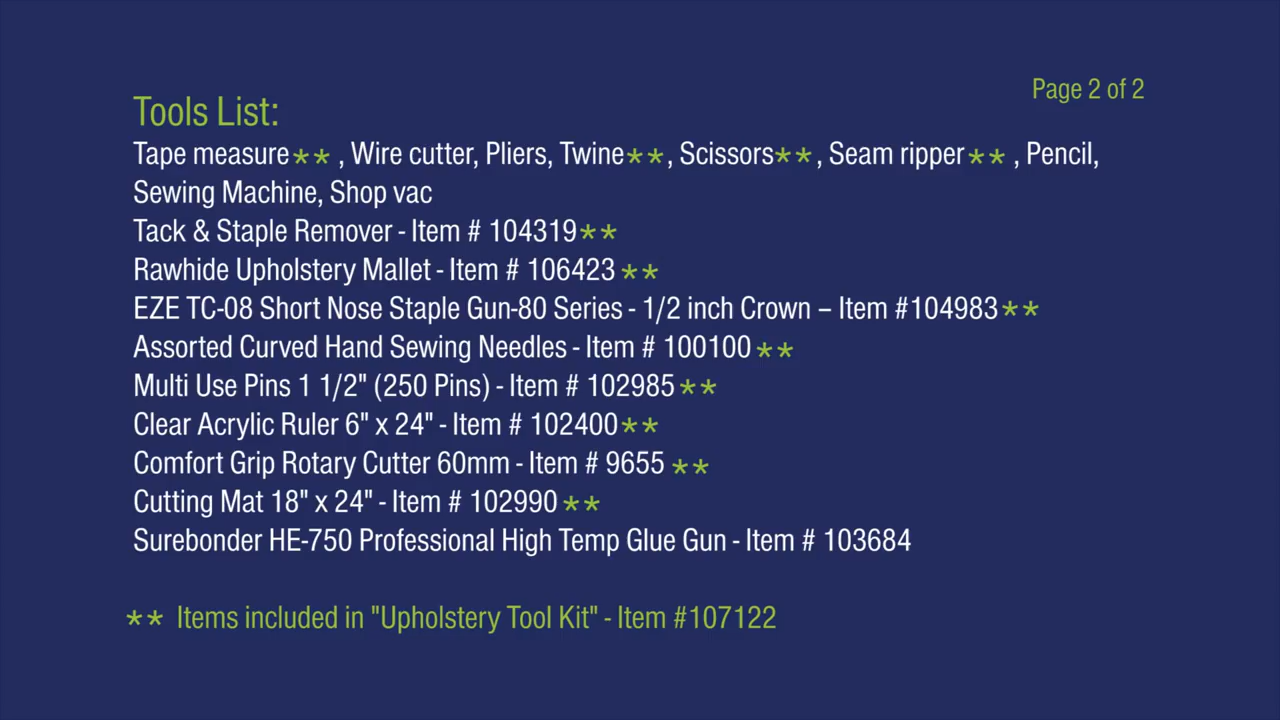 Page 2 of 2
Tools List:
Tape measure** , Wire cutter, Pliers, Twine**, Scissors**, Seam ripper** , Pencil,
Sewing Machine, Shop vac
Tack & Staple Remover - Item # 104319**
Rawhide Upholstery Mallet - Item # 106423 **
EZE TC-08 Short Nose Staple Gun-80 Series - 1/2 inch Crown – Item #104983**
Assorted Curved Hand Sewing Needles - Item # 100100 **
Multi Use Pins 1 1/2" (250 Pins) - Item # 102985**
Clear Acrylic Ruler 6" x 24" - Item # 102400**
Comfort Grip Rotary Cutter 60mm - Item # 9655 **
Cutting Mat 18" x 24" - Item # 102990**
Surebonder HE-750 Professional High Temp Glue Gun - Item # 103684
** Items included in "Upholstery Tool Kit" - Item #107122